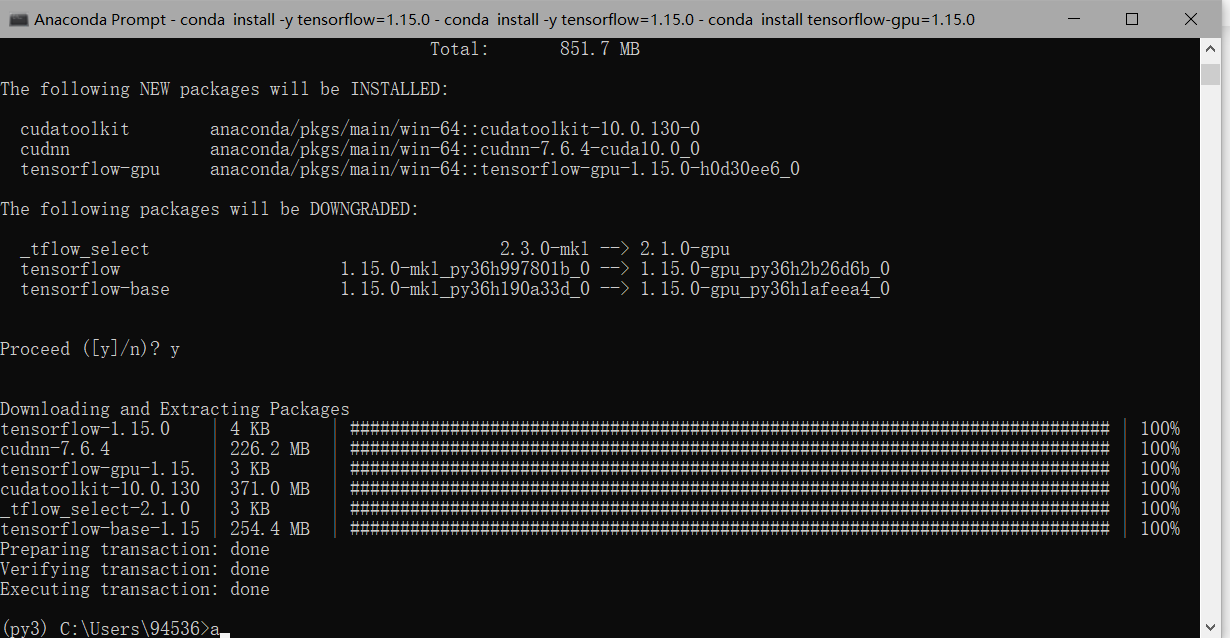 Anaconda Prompt - conda install -y tensorflow=1.15.0 - conda install -y tensorflow=1.15.0 - conda install tensorflow-gpu=1.15.0
Total: 851.7 MB
The following NEW packages will be INSTALLED:
cudatoolkit anaconda/pkgs/main/win-64::cudatoolkit-10.0.130-0
cudnn anaconda/pkgs/main/win-64::cudnn-7.6.4-cuda10.0_0
tensorflow-gpu anaconda/pkgs/main/win-64::tensorflow-gpu-1.15.0-h0d30ee6_0
The following packages will be DOWNGRADED:
_tflow_select 2.3.0-mkl --> 2.1.0-gpu
tensorflow 1.15.0-mkl_py36h997801b_0 --> 1.15.0-gpu_py36h2b26d6b_0
tensorflow-base 1.15.0-mkl_py36h190a33d_0 --> 1.15.0-gpu_py36h1afeea4_0
Proceed ([y]/n)? y
Downloading and Extracting Packages
tensorflow-1.15.0 | 4 KB | ############################################################################ | 100%
cudnn-7.6.4 | 226.2 MB | ############################################################################ | 100%
tensorflow-gpu-1.15. | 3 KB | ############################################################################ | 100%
cudatoolkit-10.0.130 | 371.0 MB | ############################################################################ | 100%
_tflow_select-2.1.0 | 3 KB | ############################################################################ | 100%
tensorflow-base-1.15 | 254.4 MB | ############################################################################ | 100%
Preparing transaction: done
Verifying transaction: done
Executing transaction: done
(py3) C:\Users\94536>a